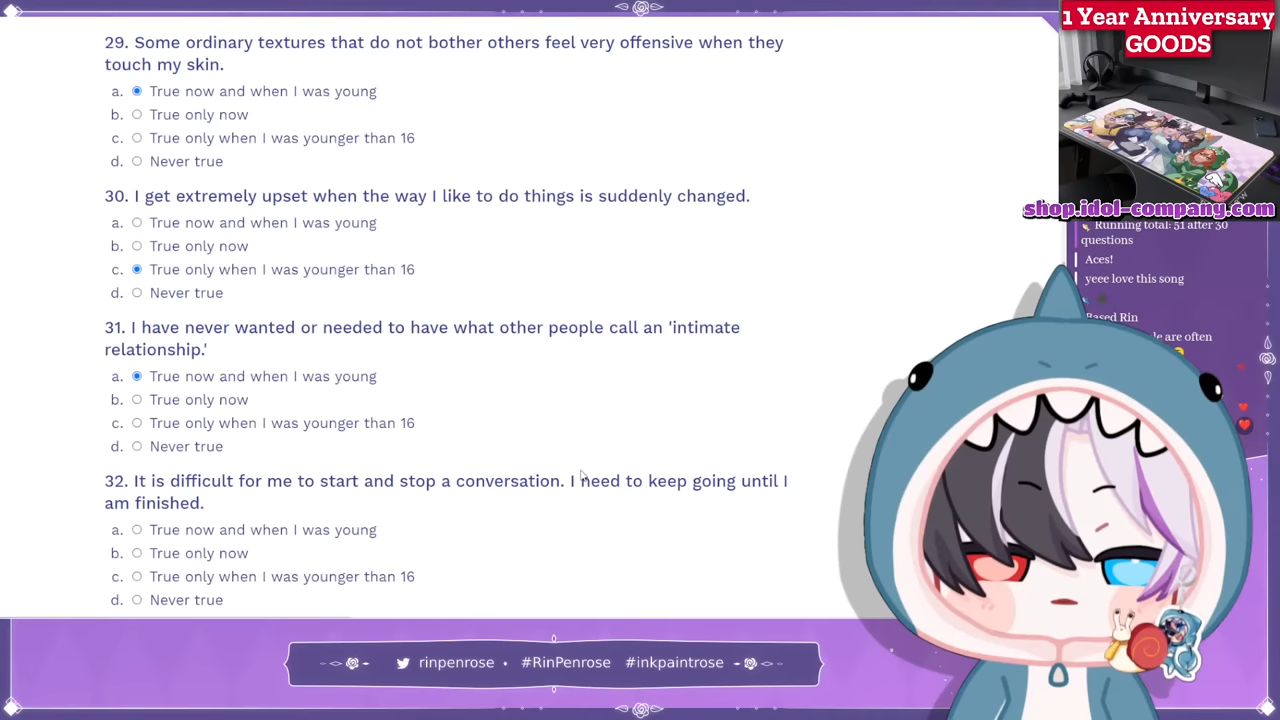 29. Some ordinary textures that do not bother others feel very offensive when they
touch my skin.
a. True now and when I was young
b. True only now
c. True only when I was younger than 16
d. Never true
30. I get extremely upset when the way I like to do things is suddenly changed.
a. True now and when I was young
b. True only now
c. True only when I was younger than 16
d. Never true
31. I have never wanted or needed to have what other people call an 'intimate
relationship.'
a. True now and when I was young
b. True only now
c. True only when I was younger than 16
d. Never true
32. It is difficult for me to start and stop a conversation. I need to keep going until I
am finished.
a. True now and when I was young
b. True only now
c. True only when I was younger than 16
d. Never true
1 Year Anniversary
GOODS
shop.idol-company.com
Running total: 51 after 30
questions
Aces!
yeee love this song
Based Rin
are often
rinpenrose • #RinPenrose #inkpaintrose